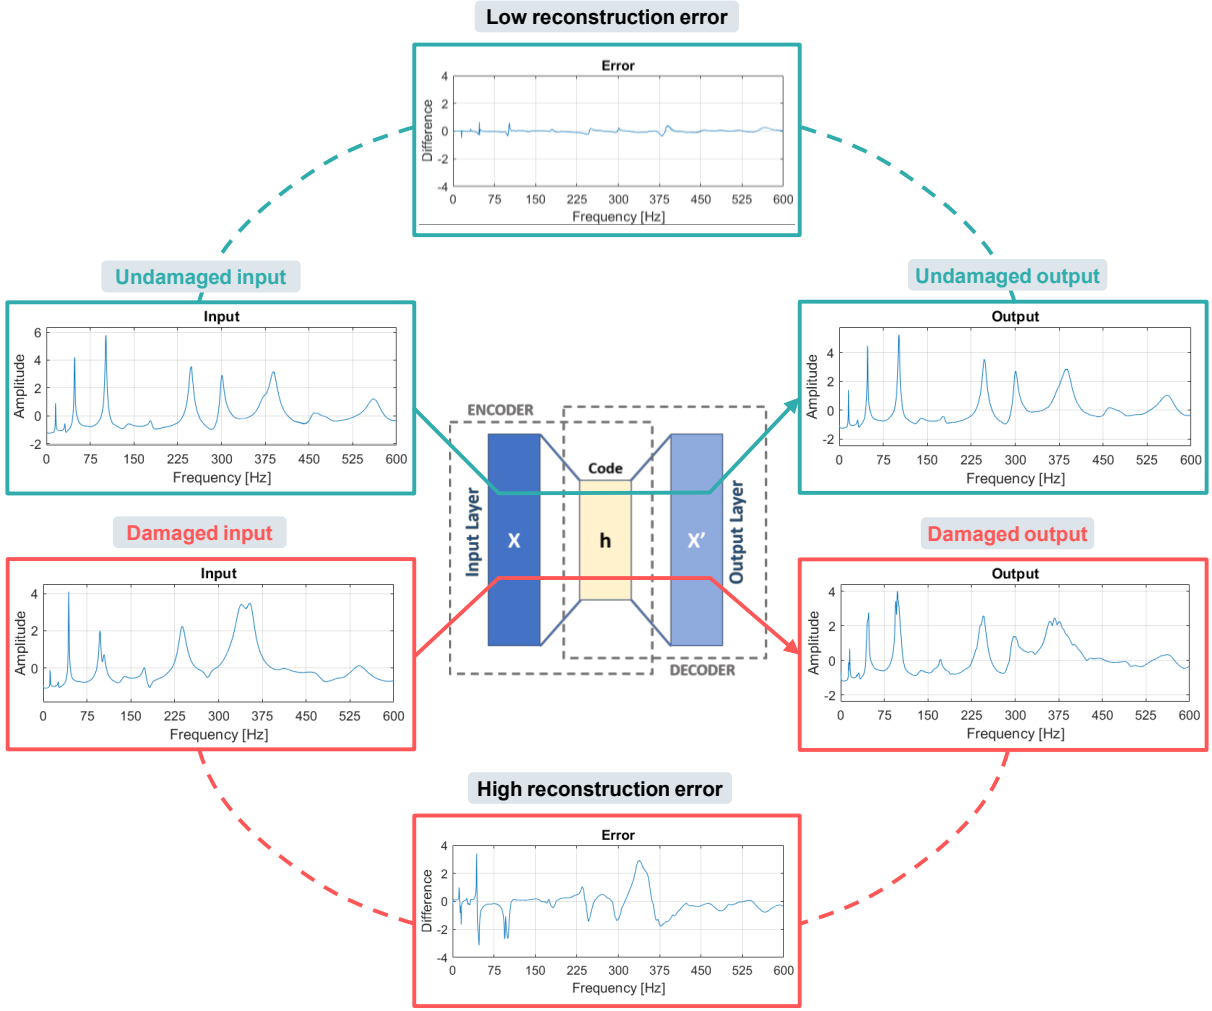 Low reconstruction error
Error
Difference
4
2
0
-2
-4
0 75 150 225 300 375 450 525 600
Frequency [Hz]
Undamaged input
Input
Amplitude
6
4
2
0
-2
0 75 150 225 300 375 450 525 600
Frequency [Hz]
Undamaged output
Output
Amplitude
4
2
0
-2
0 75 150 225 300 375 450 525 600
Frequency [Hz]
ENCODER
Code
Input Layer
X
h
X’
Output Layer
DECODER
Damaged input
Input
Amplitude
4
2
0
0 75 150 225 300 375 450 525 600
Frequency [Hz]
Damaged output
Output
Amplitude
4
2
0
-2
0 75 150 225 300 375 450 525 600
Frequency [Hz]
High reconstruction error
Error
Difference
4
2
0
-2
-4
0 75 150 225 300 375 450 525 600
Frequency [Hz]